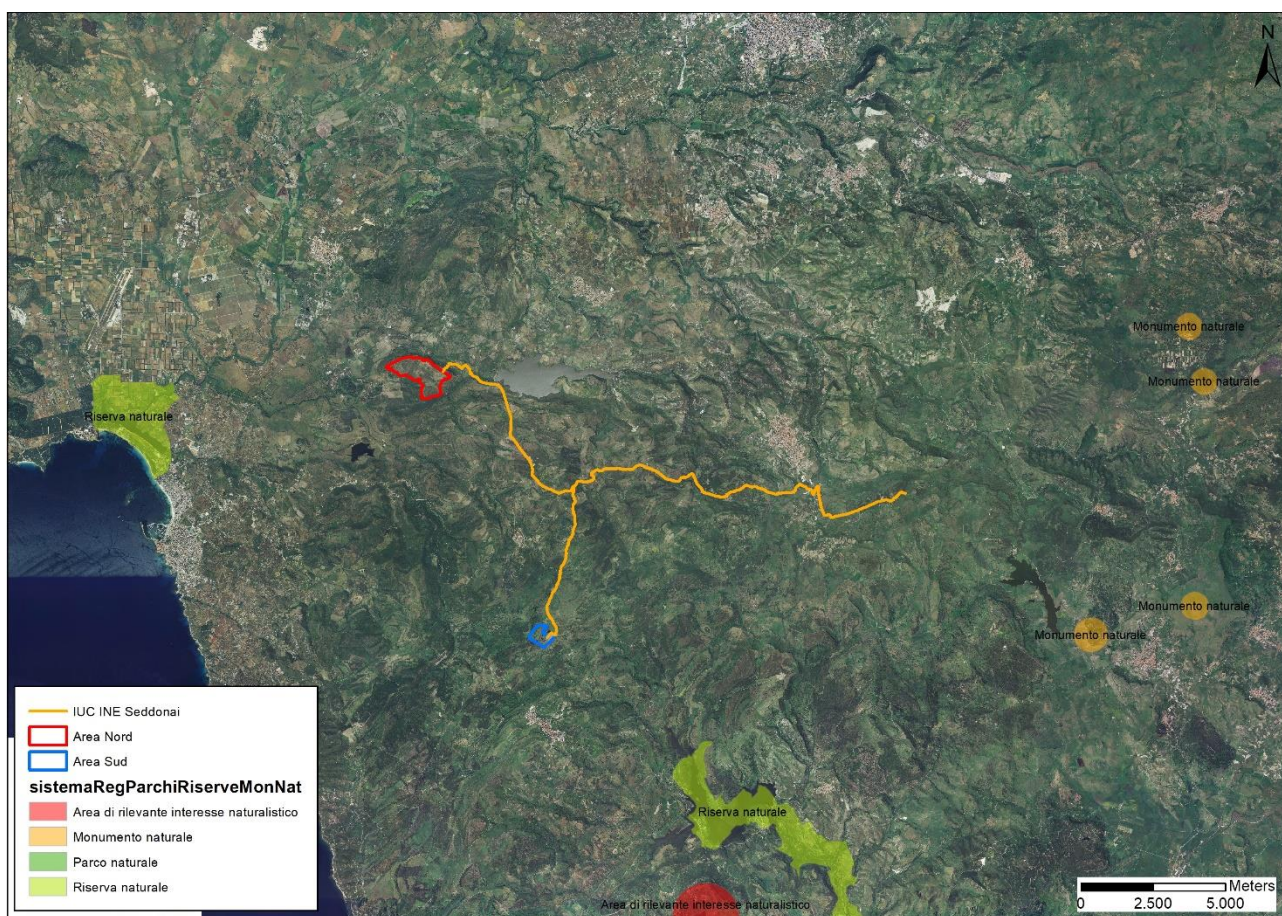 N
Monumento naturale
Monumento naturale
Riserva naturale
Monumento naturale
Monumento naturale
Riserva naturale
Area di rilevante interesse naturalistico
IUC INE Seddonai
Area Nord
Area Sud
sistemaRegParchiRiserveMonNat
Area di rilevante interesse naturalistico
Monumento naturale
Parco naturale
Riserva naturale
Meters
0 2.500 5.000